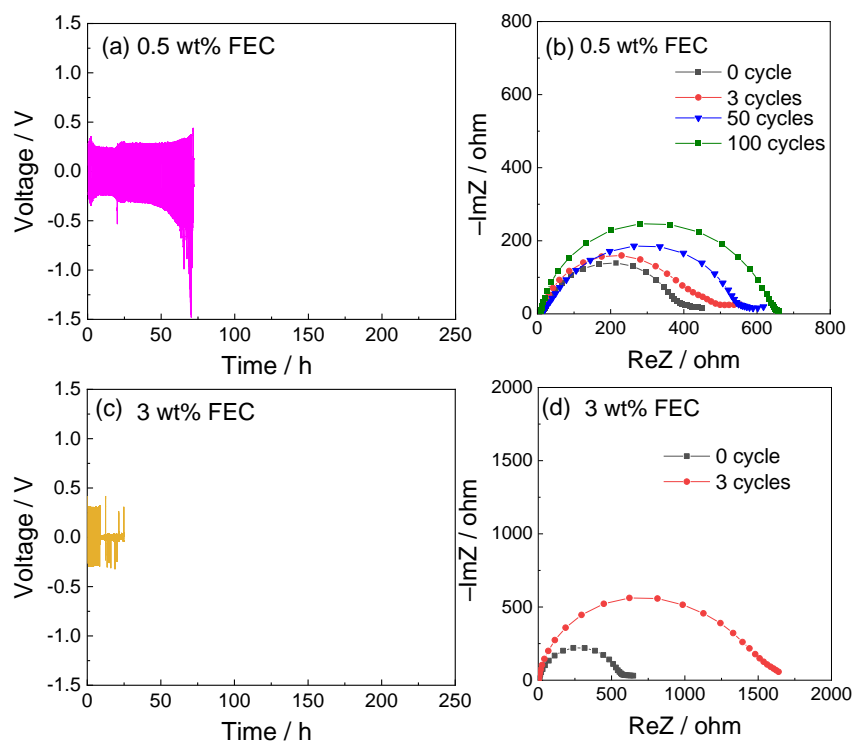 (a) 0.5 wt% FEC
1.5
1.0
0.5
0.0
-0.5
-1.0
-1.5
Voltage / V
0 50 100 150 200 250
Time / h
(b) 0.5 wt% FEC
0 cycle
3 cycles
50 cycles
100 cycles
800
600
400
200
0
–ImZ / ohm
0 200 400 600 800
ReZ / ohm
(c) 3 wt% FEC
1.5
1.0
0.5
0.0
-0.5
-1.0
-1.5
Voltage / V
0 50 100 150 200 250
Time / h
(d) 3 wt% FEC
0 cycle
3 cycles
2000
1500
1000
500
0
–ImZ / ohm
0 500 1000 1500 2000
ReZ / ohm